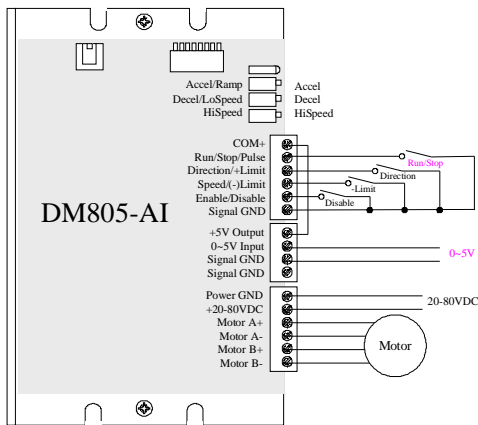 Accel/Ramp Accel
Decel/LoSpeed Decel
HiSpeed HiSpeed
COM+
Run/Stop/Pulse Run/Stop
Direction/+Limit Direction
Speed/(-)Limit -Limit
Enable/Disable Disable
Signal GND
DM805-AI
+5V Output
0~5V Input 0~5V
Signal GND
Signal GND
Power GND 20-80VDC
+20-80VDC
Motor A+
Motor A- Motor
Motor B+
Motor B-